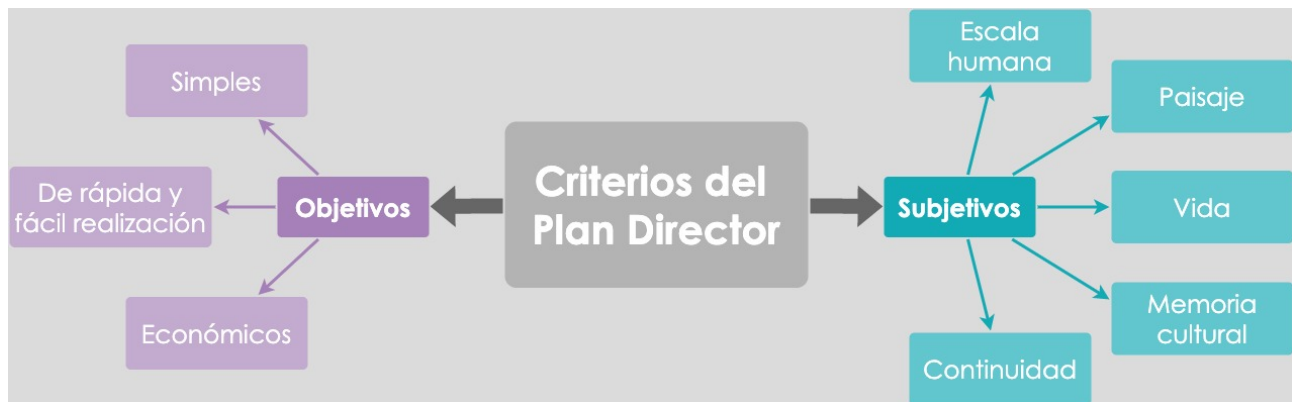 Criterios del
Plan Director
Objetivos
Simples
De rápida y
fácil realización
Económicos
Subjetivos
Escala
humana
Paisaje
Vida
Memoria
cultural
Continuidad